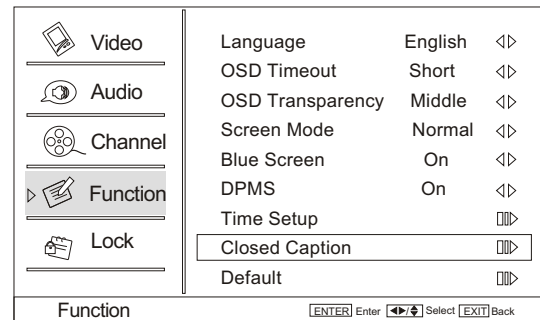 Video
Audio
Channel
Function
Lock
Language English
OSD Timeout Short
OSD Transparency Middle
Screen Mode Normal
Blue Screen On
DPMS On
Time Setup
Closed Caption
Default
Function ENTER Enter Select EXIT Back